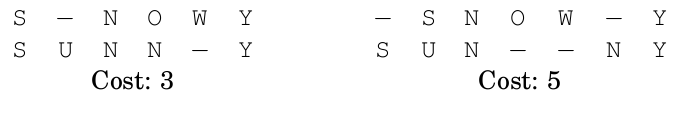 S – N O W Y    – S N O W – Y
S U N N – Y    S U N – – N Y
Cost: 3    Cost: 5